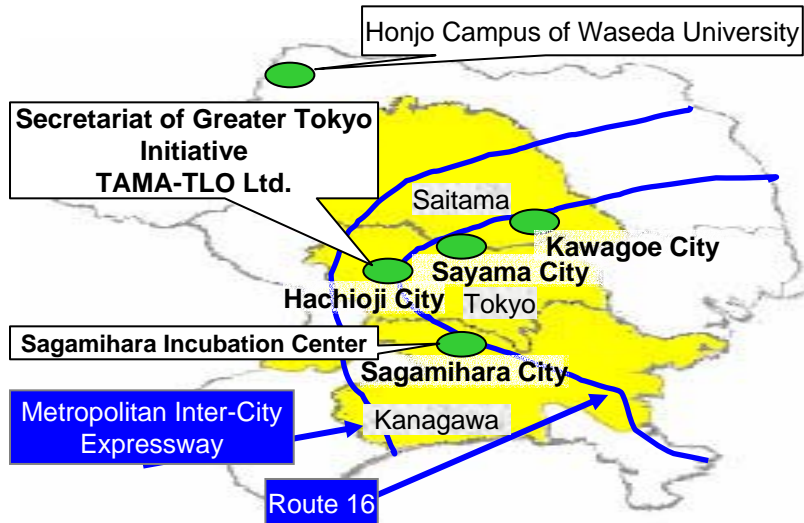 Honjo Campus of Waseda University
Secretariat of Greater Tokyo
Initiative
TAMA-TLO Ltd.
Saitama
Kawagoe City
Sayama City
Hachioji City
Tokyo
Sagamihara Incubation Center
Sagamihara City
Metropolitan Inter-City
Expressway
Kanagawa
Route 16